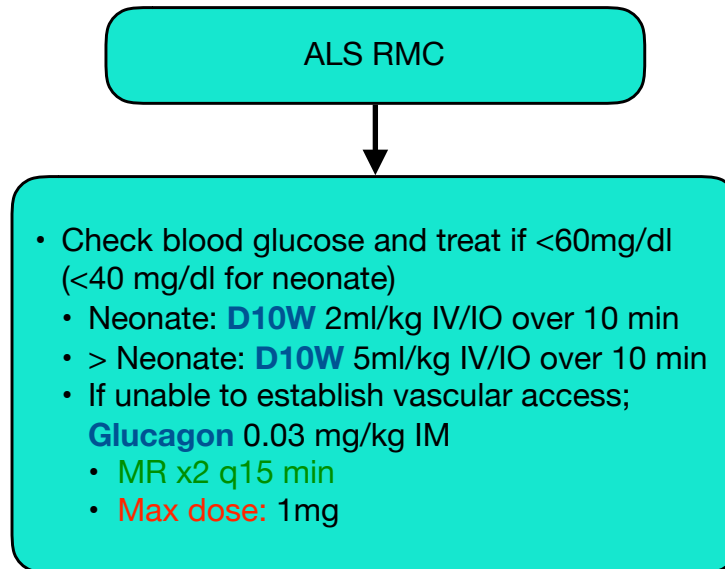 ALS RMC
• Check blood glucose and treat if <60mg/dl
(<40 mg/dl for neonate)
• Neonate: D10W 2ml/kg IV/IO over 10 min
• > Neonate: D10W 5ml/kg IV/IO over 10 min
• If unable to establish vascular access;
Glucagon 0.03 mg/kg IM
• MR x2 q15 min
• Max dose: 1mg